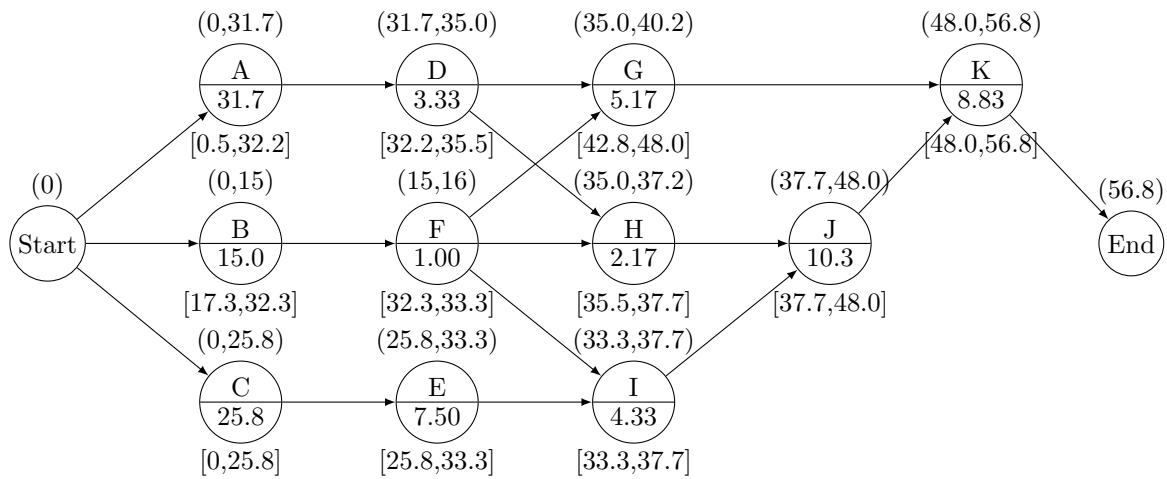 (0,31.7) (31.7,35.0) (35.0,40.2) (48.0,56.8)
A D G K
31.7 3.33 5.17 8.83
[0.5,32.2] [32.2,35.5] [42.8,48.0] [48.0,56.8]
(0) (0,15) (15,16) (35.0,37.2) (37.7,48.0) (56.8)
B F H J
Start End
15.0 1.00 2.17 10.3
[17.3,32.3] [32.3,33.3] [35.5,37.7] [37.7,48.0]
(0,25.8) (25.8,33.3) (33.3,37.7)
C E I
25.8 7.50 4.33
[0,25.8] [25.8,33.3] [33.3,37.7]